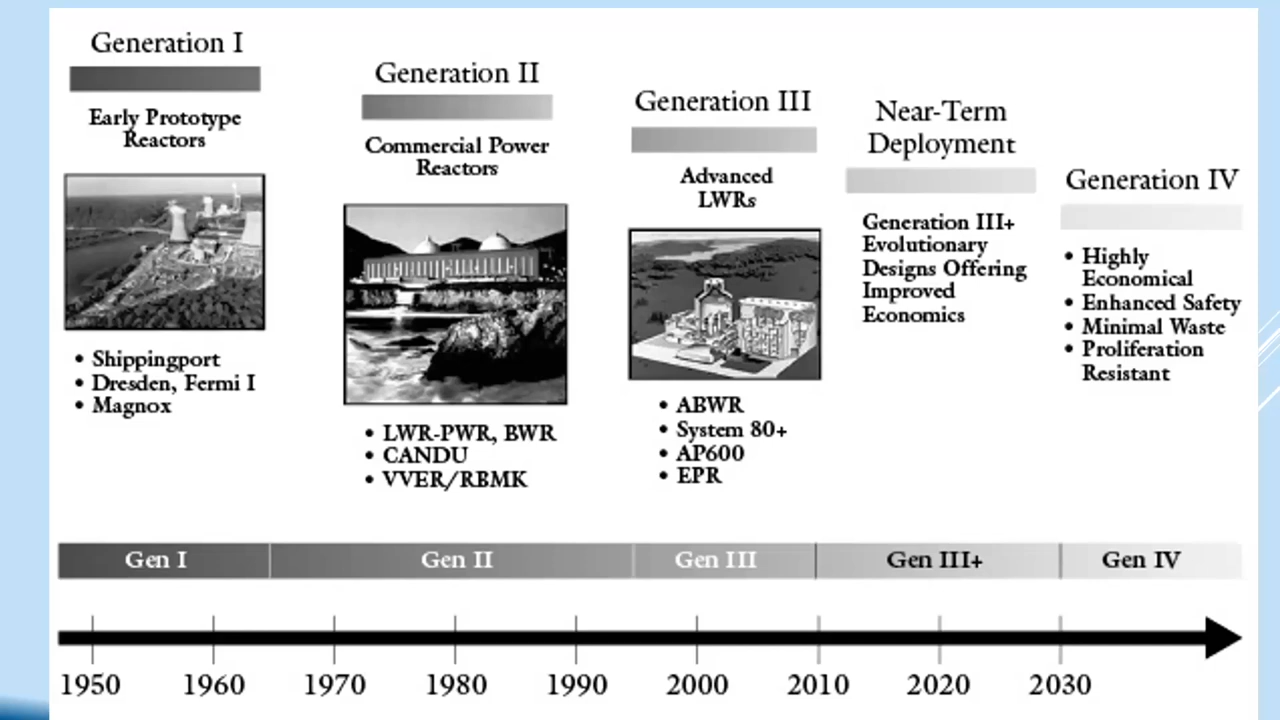 Generation I
Early Prototype
Reactors
• Shippingport
• Dresden, Fermi I
• Magnox
Generation II
Commercial Power
Reactors
• LWR-PWR, BWR
• CANDU
• VVER/RBMK
Generation III
Advanced
LWRs
• ABWR
• System 80+
• AP600
• EPR
Near-Term
Deployment
Generation III+
Evolutionary
Designs Offering
Improved
Economics
Generation IV
• Highly
Economical
• Enhanced Safety
• Minimal Waste
• Proliferation
Resistant
Gen I
Gen II
Gen III
Gen III+
Gen IV
1950
1960
1970
1980
1990
2000
2010
2020
2030